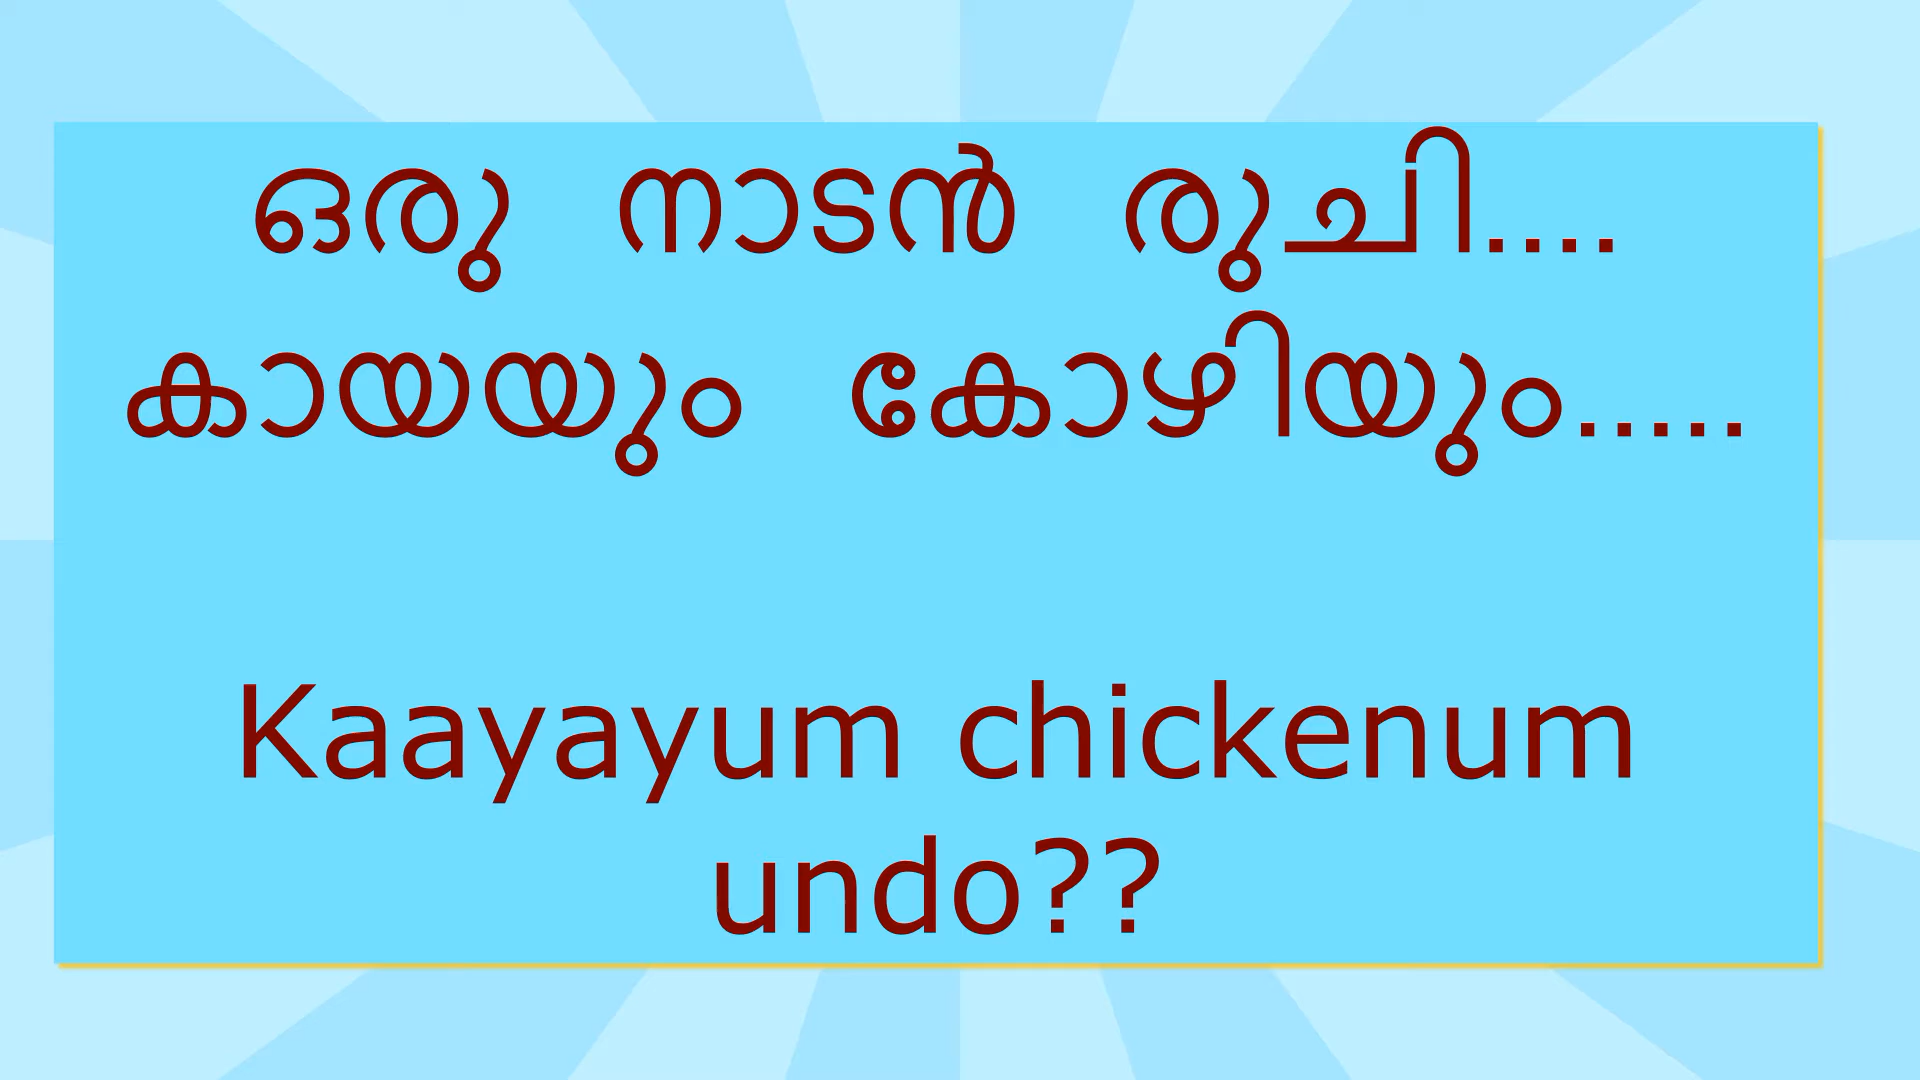 ഒരു നാടൻ രുചി....
കായയും കോഴിയും.....
Kaayayum chickenum
undo??